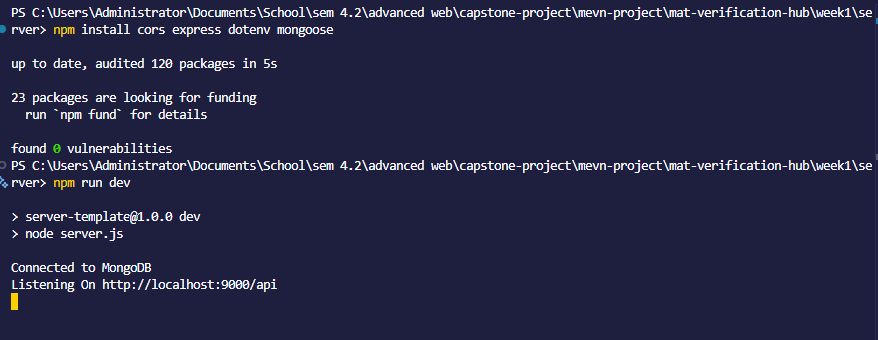 PS C:\Users\Administrator\Documents\School\sem 4.2\advanced web\capstone-project\mevn-project\mat-verification-hub\week1\se
rver> npm install cors express dotenv mongoose
up to date, audited 120 packages in 5s
23 packages are looking for funding
  run `npm fund` for details
found 0 vulnerabilities
PS C:\Users\Administrator\Documents\School\sem 4.2\advanced web\capstone-project\mevn-project\mat-verification-hub\week1\se
rver> npm run dev
> server-template@1.0.0 dev
> node server.js
Connected to MongoDB
Listening On http://localhost:9000/api